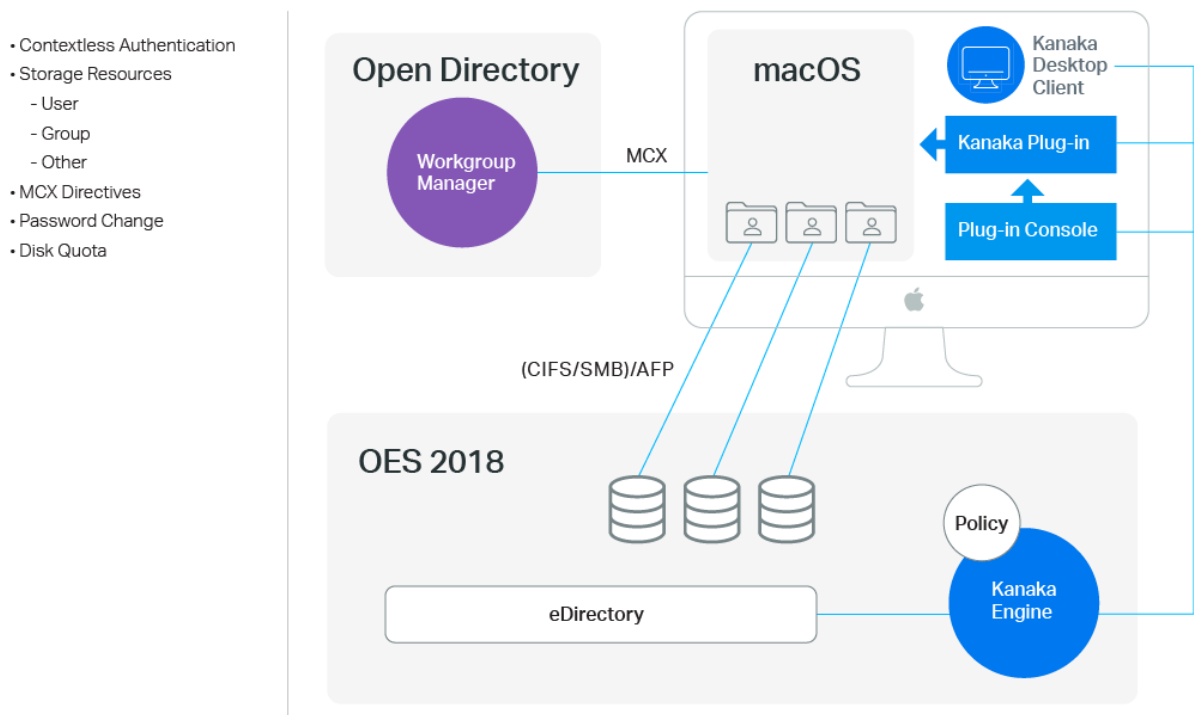 • Contextless Authentication
• Storage Resources
- User
- Group
- Other
• MCX Directives
• Password Change
• Disk Quota
Open Directory
Workgroup
Manager
MCX
macOS
Kanaka
Desktop
Client
Kanaka Plug-in
Plug-in Console
(CIFS/SMB)/AFP
OES 2018
Policy
Kanaka
Engine
eDirectory